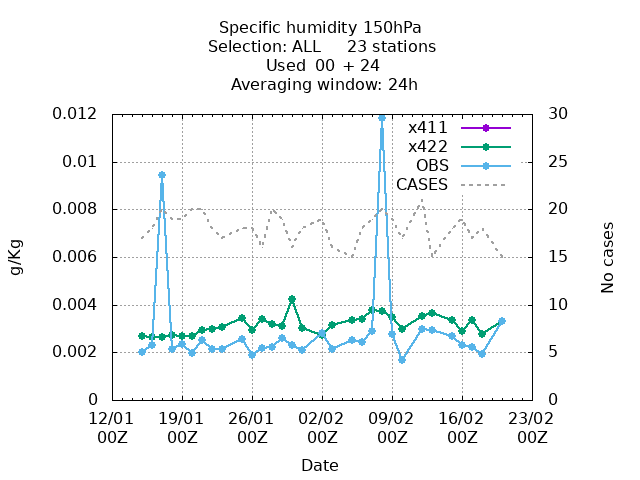 Specific humidity 150hPa
Selection: ALL 23 stations
Used 00 + 24
Averaging window: 24h
x411
x422
OBS
CASES
0.012
0.01
0.008
0.006
0.004
0.002
0
30
25
20
15
10
5
0
g/Kg
No cases
12/01 19/01 26/01 02/02 09/02 16/02 23/02
00Z 00Z 00Z 00Z 00Z 00Z 00Z
Date